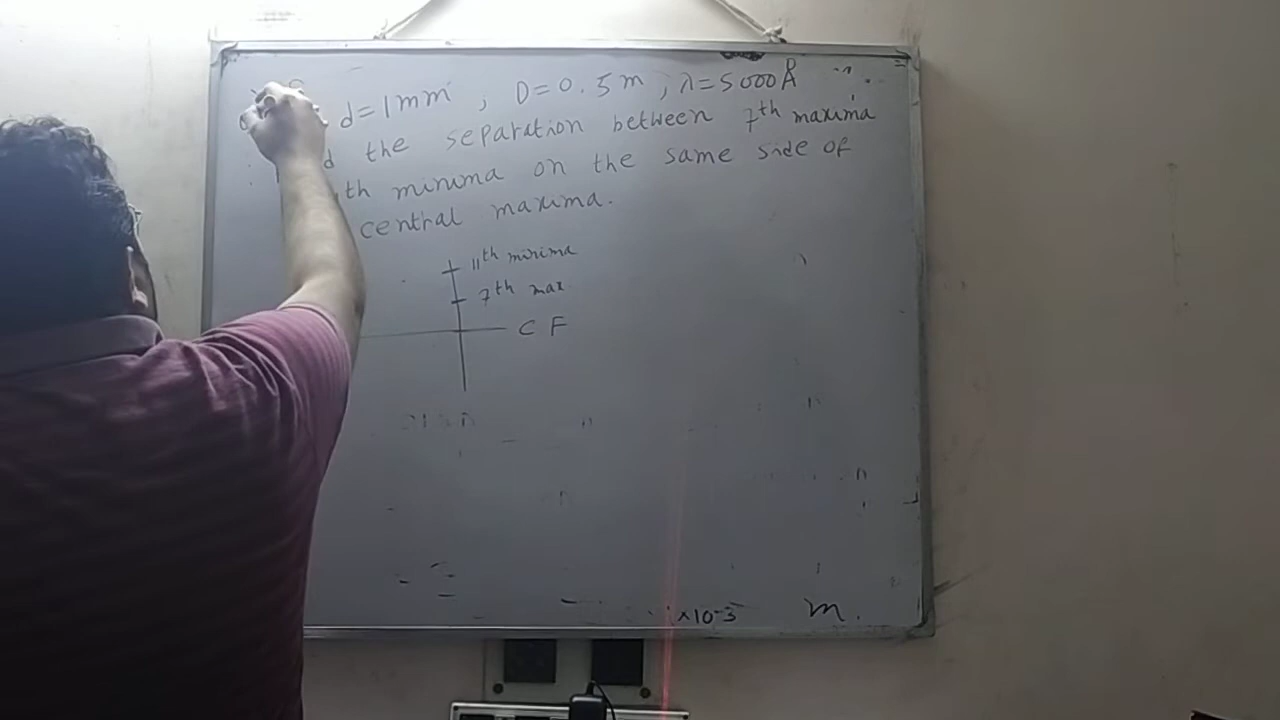 d=1mm ; D=0.5m ; λ=5000Å
the separation between 7th maxima
th minima on the same side of
central maxima.
11th minima
7th max
C F
×10-3 m.